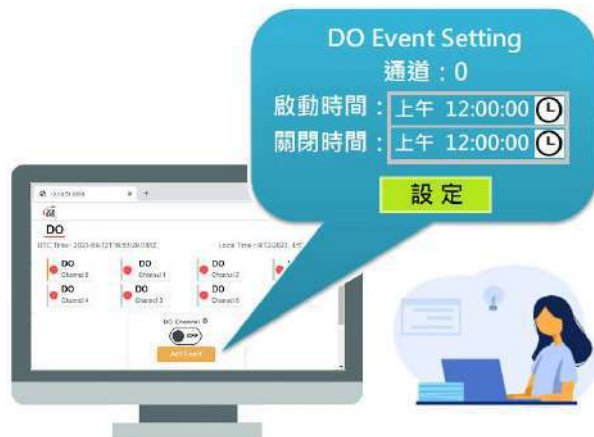 DO Event Setting
通道：0
啟動時間：上午 12:00:00
關閉時間：上午 12:00:00
設定
DO
DO
Channel 0
DO
Channel 1
DO
Channel 2
DO
Channel 4
DO
Channel 5
DO
Channel 6
DO Channel 0
OFF
Add Event